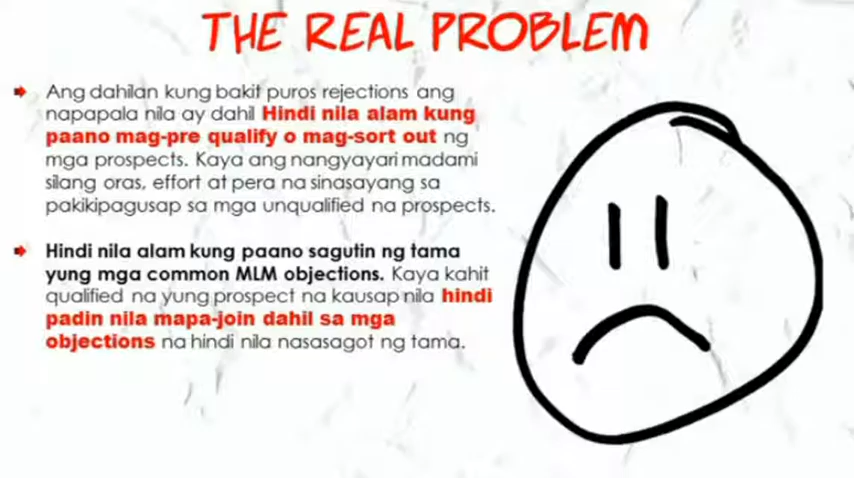 THE REAL PROBLEM
Ang dahilan kung bakit puros rejections ang
napapala nila ay dahil Hindi nila alam kung
paano mag-pre qualify o mag-sort out ng
mga prospects. Kaya ang nangyayari madami
silang oras, effort at pera na sinasayang sa
pakikipagusap sa mga unqualified na prospects.
Hindi nila alam kung paano sagutin ng tama
yung mga common MLM objections. Kaya kahit
qualified na yung prospect na kausap nila hindi
padin nila mapa-join dahil sa mga
objections na hindi nila nasasagot ng tama.